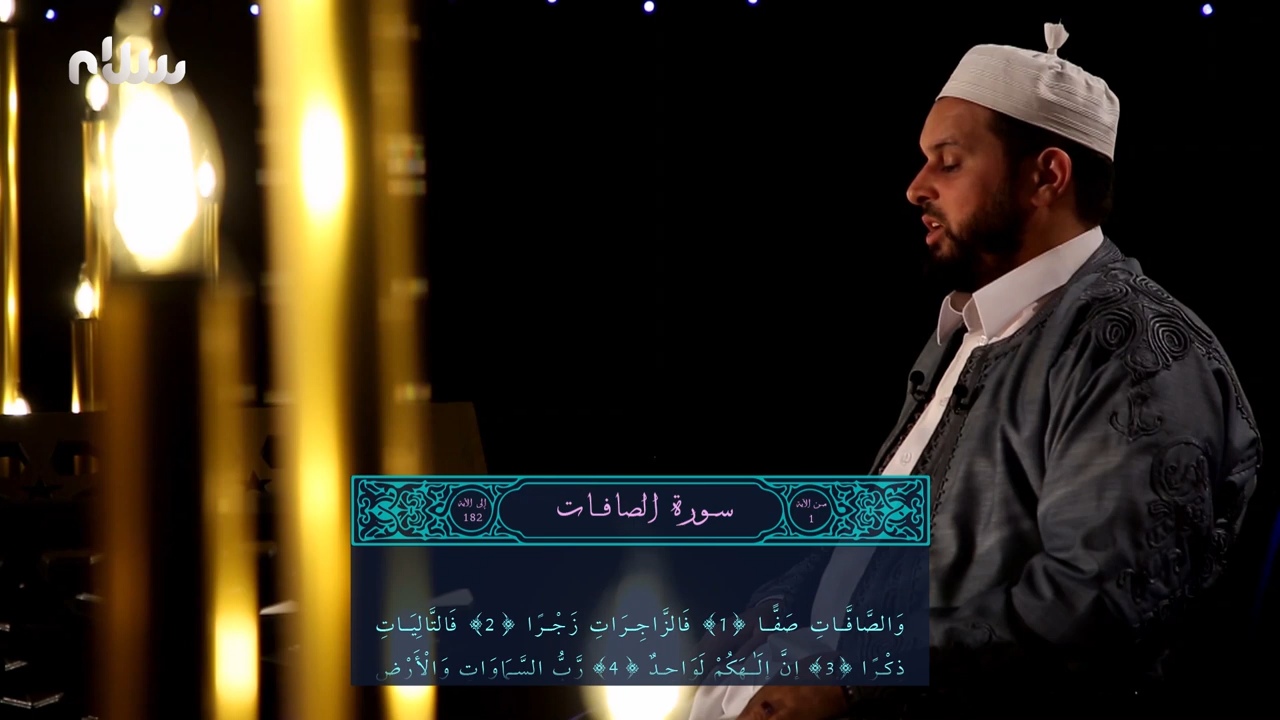 سلام
سورة الصافات
من الآية
1
إلى الآية
182
وَالصَّافَّاتِ صَفًّا ﴿1﴾ فَالزَّاجِرَاتِ زَجْرًا ﴿2﴾ فَالتَّالِيَاتِ
ذِكْرًا ﴿3﴾ إِنَّ إِلَٰهَكُمْ لَوَاحِدٌ ﴿4﴾ رَّبُّ السَّمَاوَاتِ وَالْأَرْضِ